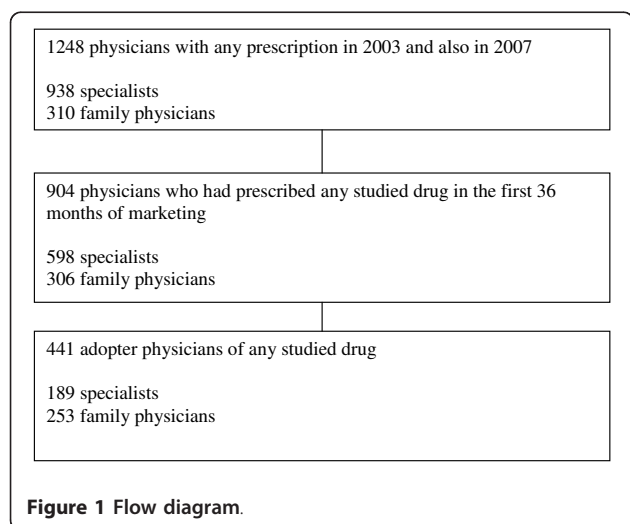 1248 physicians with any prescription in 2003 and also in 2007
938 specialists
310 family physicians
904 physicians who had prescribed any studied drug in the first 36
months of marketing
598 specialists
306 family physicians
441 adopter physicians of any studied drug
189 specialists
253 family physicians
Figure 1 Flow diagram.